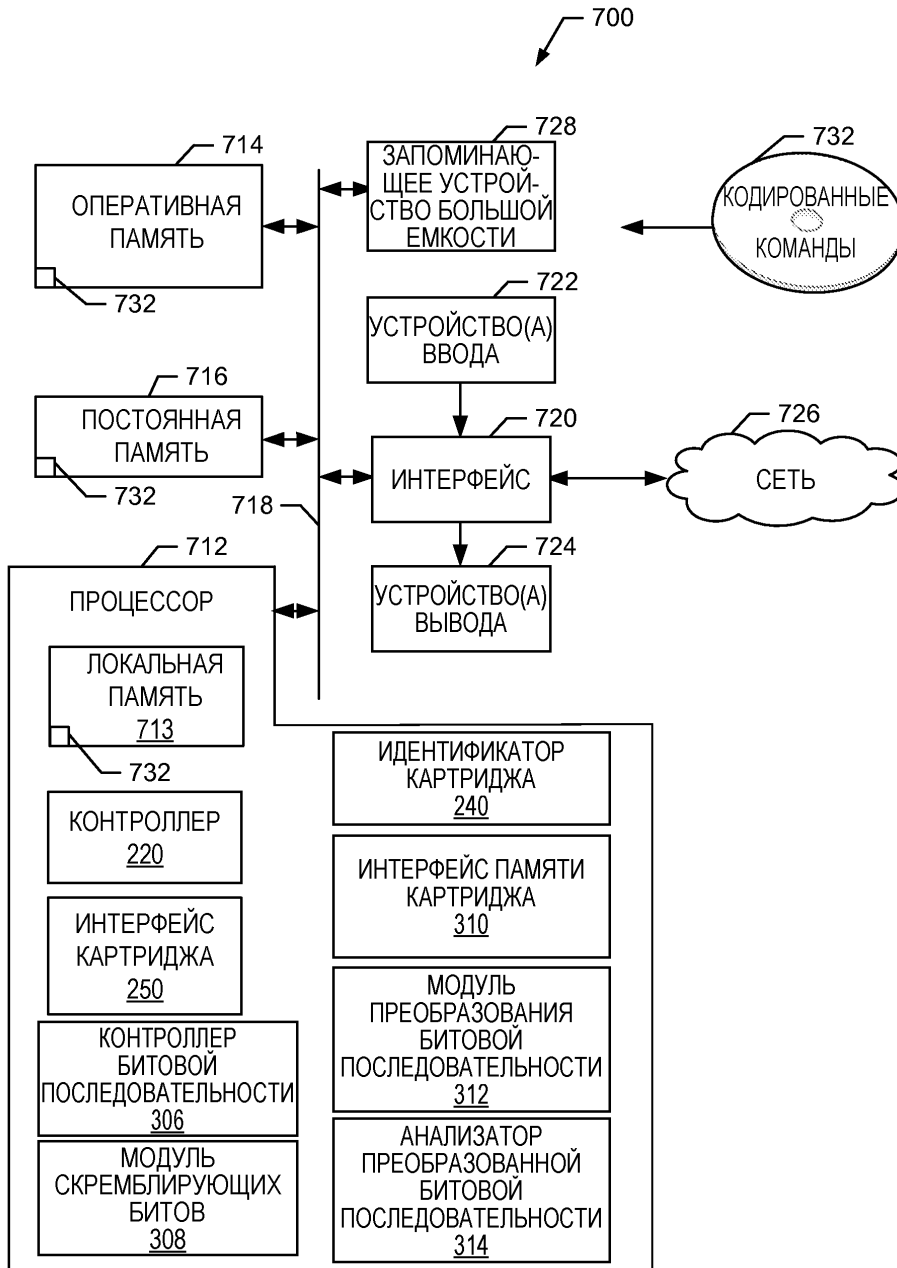 700
714
ОПЕРАТИВНАЯ
ПАМЯТЬ
732
728
ЗАПОМИНАЮ-
ЩЕЕ УСТРОЙ-
СТВО БОЛЬШОЙ
ЕМКОСТИ
732
КОДИРОВАННЫЕ
КОМАНДЫ
722
УСТРОЙСТВО(А)
ВВОДА
716
ПОСТОЯННАЯ
ПАМЯТЬ
732
718
720
ИНТЕРФЕЙС
726
СЕТЬ
724
УСТРОЙСТВО(А)
ВЫВОДА
712
ПРОЦЕССОР
ЛОКАЛЬНАЯ
ПАМЯТЬ
713
732
КОНТРОЛЛЕР
220
ИНТЕРФЕЙС
КАРТРИДЖА
250
КОНТРОЛЛЕР
БИТОВОЙ
ПОСЛЕДОВАТЕЛЬНОСТИ
306
МОДУЛЬ
СКРЕМБЛИРУЮЩИХ
БИТОВ
308
ИДЕНТИФИКАТОР
КАРТРИДЖА
240
ИНТЕРФЕЙС ПАМЯТИ
КАРТРИДЖА
310
МОДУЛЬ
ПРЕОБРАЗОВАНИЯ
БИТОВОЙ
ПОСЛЕДОВАТЕЛЬНОСТИ
312
АНАЛИЗАТОР
ПРЕОБРАЗОВАННОЙ
БИТОВОЙ
ПОСЛЕДОВАТЕЛЬНОСТИ
314